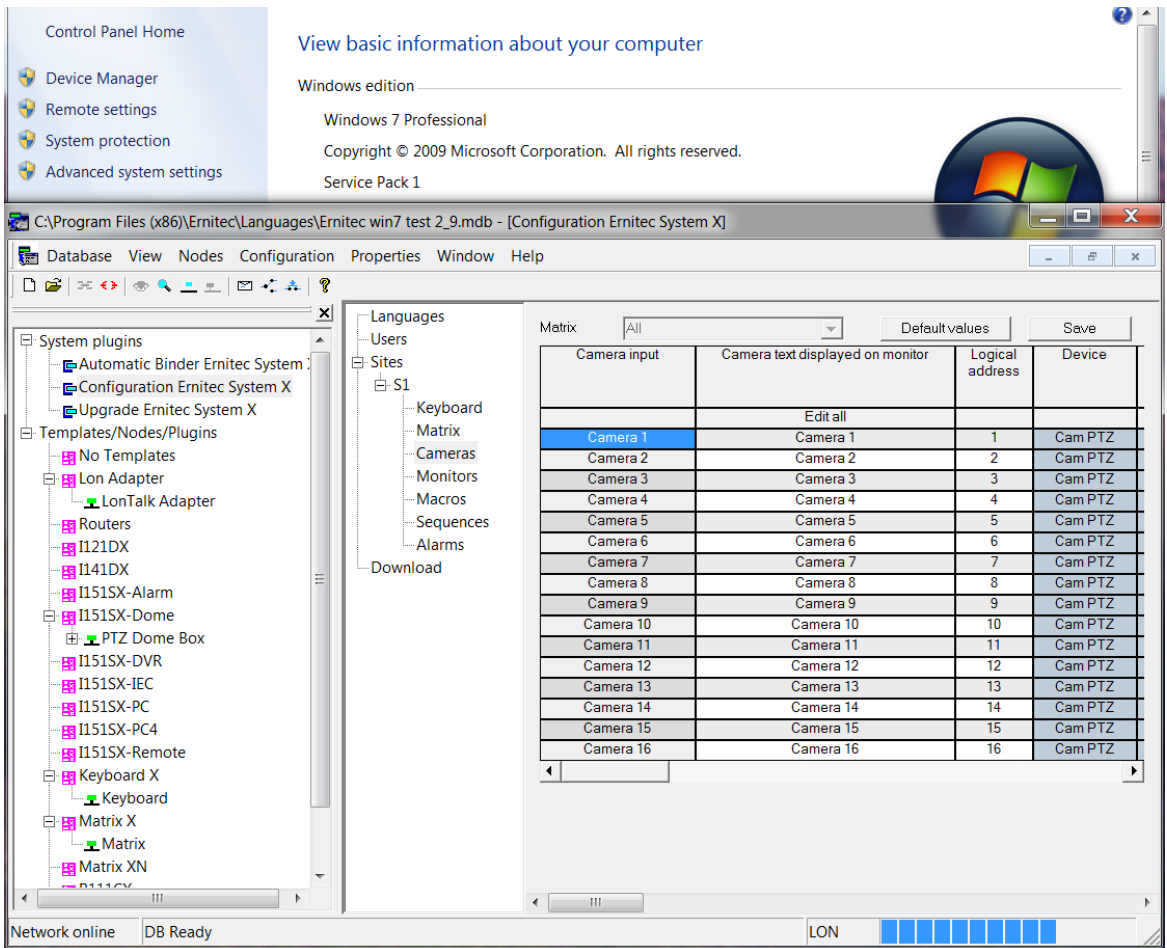 Control Panel Home
Device Manager
Remote settings
System protection
Advanced system settings
View basic information about your computer
Windows edition
Windows 7 Professional
Copyright © 2009 Microsoft Corporation. All rights reserved.
Service Pack 1
C:\Program Files (x86)\Ernitec\Languages\Ernitec win7 test 2_9.mdb - [Configuration Ernitec System X]
Database View Nodes Configuration Properties Window Help
System plugins
Automatic Binder Ernitec System
Configuration Ernitec System X
Upgrade Ernitec System X
Templates/Nodes/Plugins
No Templates
Lon Adapter
LonTalk Adapter
Routers
I121DX
I141DX
I151SX-Alarm
I151SX-Dome
PTZ Dome Box
I151SX-DVR
I151SX-IEC
I151SX-PC
I151SX-PC4
I151SX-Remote
Keyboard X
Keyboard
Matrix X
Matrix
Matrix XN
Languages
Users
Sites
S1
Keyboard
Matrix
Cameras
Monitors
Macros
Sequences
Alarms
Download
Matrix All Default values Save
Camera input Camera text displayed on monitor Logical address Device
Edit all
Camera 1 Camera 1 1 Cam PTZ
Camera 2 Camera 2 2 Cam PTZ
Camera 3 Camera 3 3 Cam PTZ
Camera 4 Camera 4 4 Cam PTZ
Camera 5 Camera 5 5 Cam PTZ
Camera 6 Camera 6 6 Cam PTZ
Camera 7 Camera 7 7 Cam PTZ
Camera 8 Camera 8 8 Cam PTZ
Camera 9 Camera 9 9 Cam PTZ
Camera 10 Camera 10 10 Cam PTZ
Camera 11 Camera 11 11 Cam PTZ
Camera 12 Camera 12 12 Cam PTZ
Camera 13 Camera 13 13 Cam PTZ
Camera 14 Camera 14 14 Cam PTZ
Camera 15 Camera 15 15 Cam PTZ
Camera 16 Camera 16 16 Cam PTZ
Network online DB Ready LON